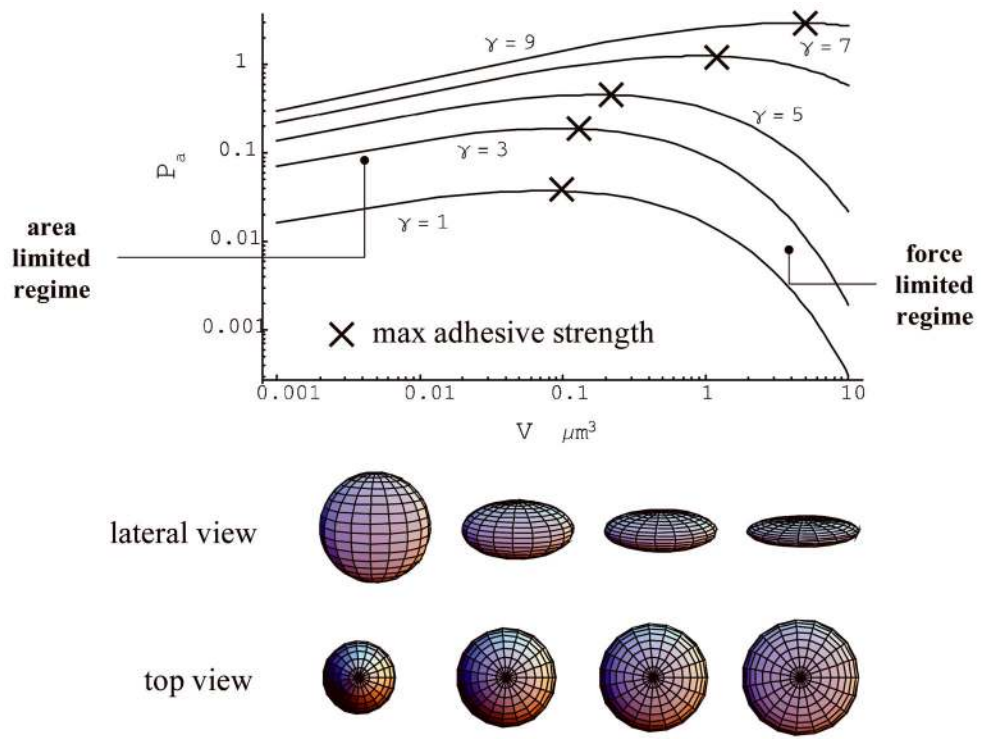 γ = 9
γ = 7
1
γ = 5
P a
0.1
γ = 3
area
limited
regime
γ = 1
0.01
force
limited
regime
0.001
max adhesive strength
0.001 0.01 0.1 1 10
V μm³
lateral view
top view